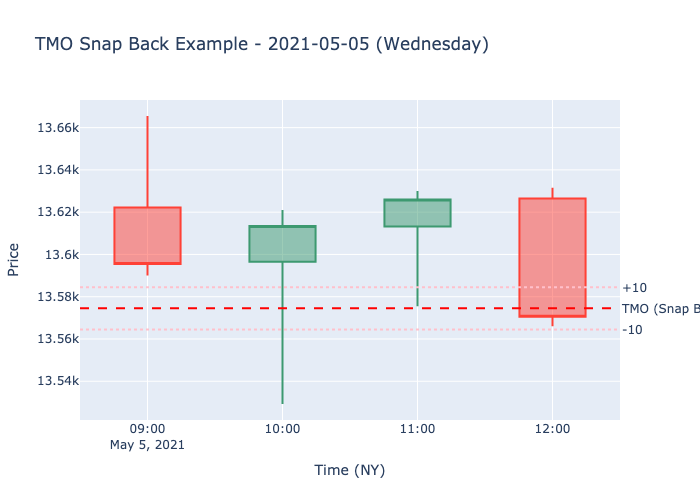 TMO Snap Back Example - 2021-05-05 (Wednesday)
13.66k
13.64k
13.62k
13.6k
13.58k
13.56k
13.54k
Price
+10
TMO (Snap B
-10
09:00 10:00 11:00 12:00
May 5, 2021
Time (NY)